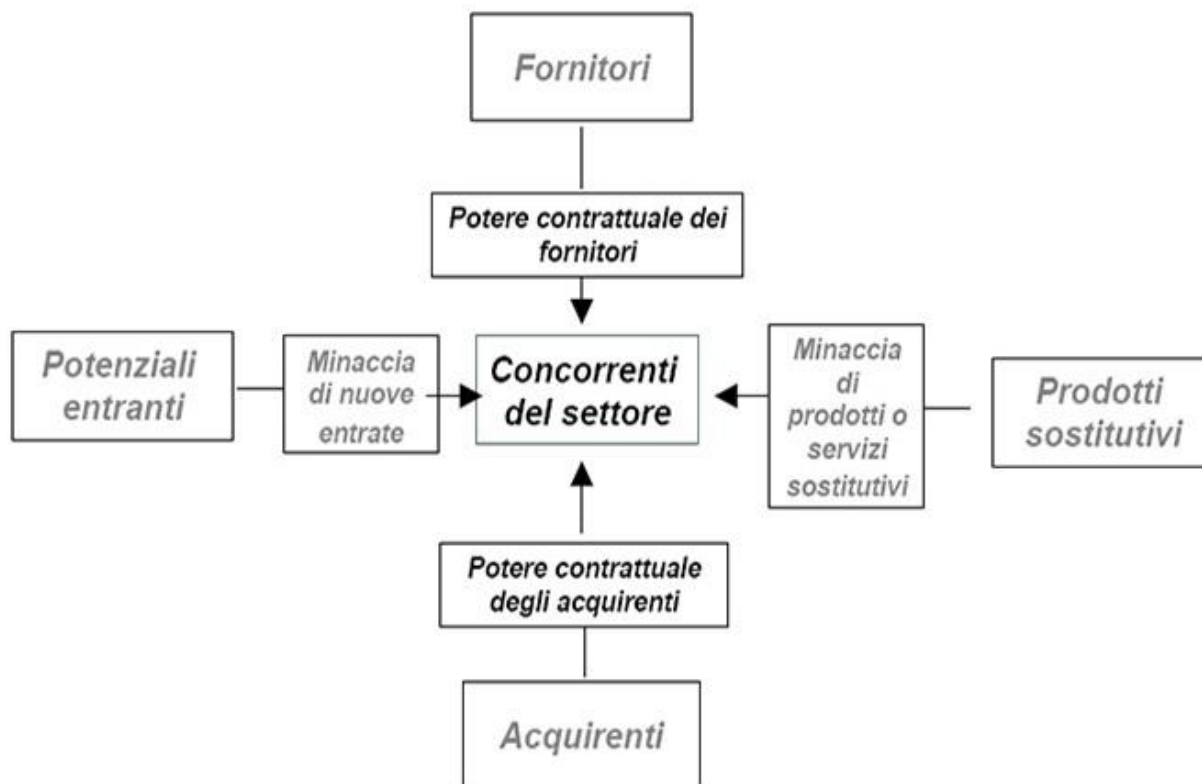 Fornitori
Potere contrattuale dei
fornitori
Potenziali
entranti
Minaccia
di nuove
entrate
Concorrenti
del settore
Minaccia
di
prodotti o
servizi
sostitutivi
Prodotti
sostitutivi
Potere contrattuale
degli acquirenti
Acquirenti